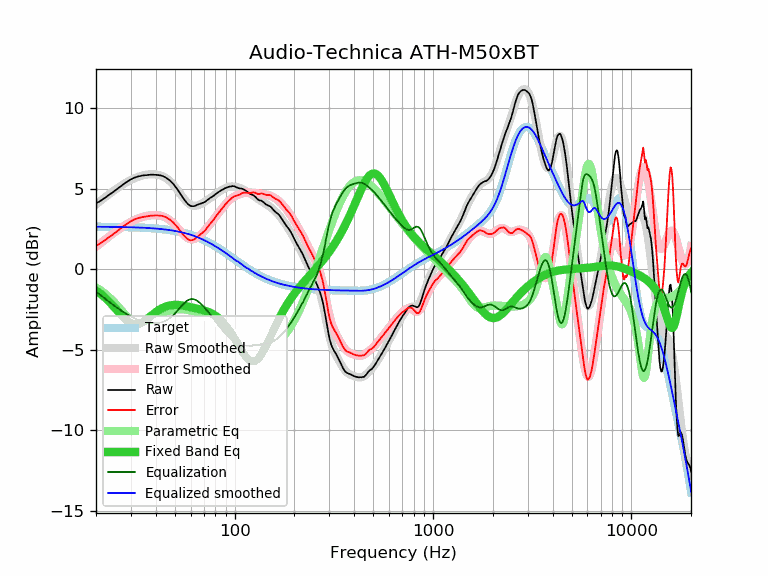 Audio-Technica ATH-M50xBT
Amplitude (dBr)
10
5
0
−5
−10
−15
Target
Raw Smoothed
Error Smoothed
Raw
Error
Parametric Eq
Fixed Band Eq
Equalization
Equalized smoothed
100
1000
10000
Frequency (Hz)